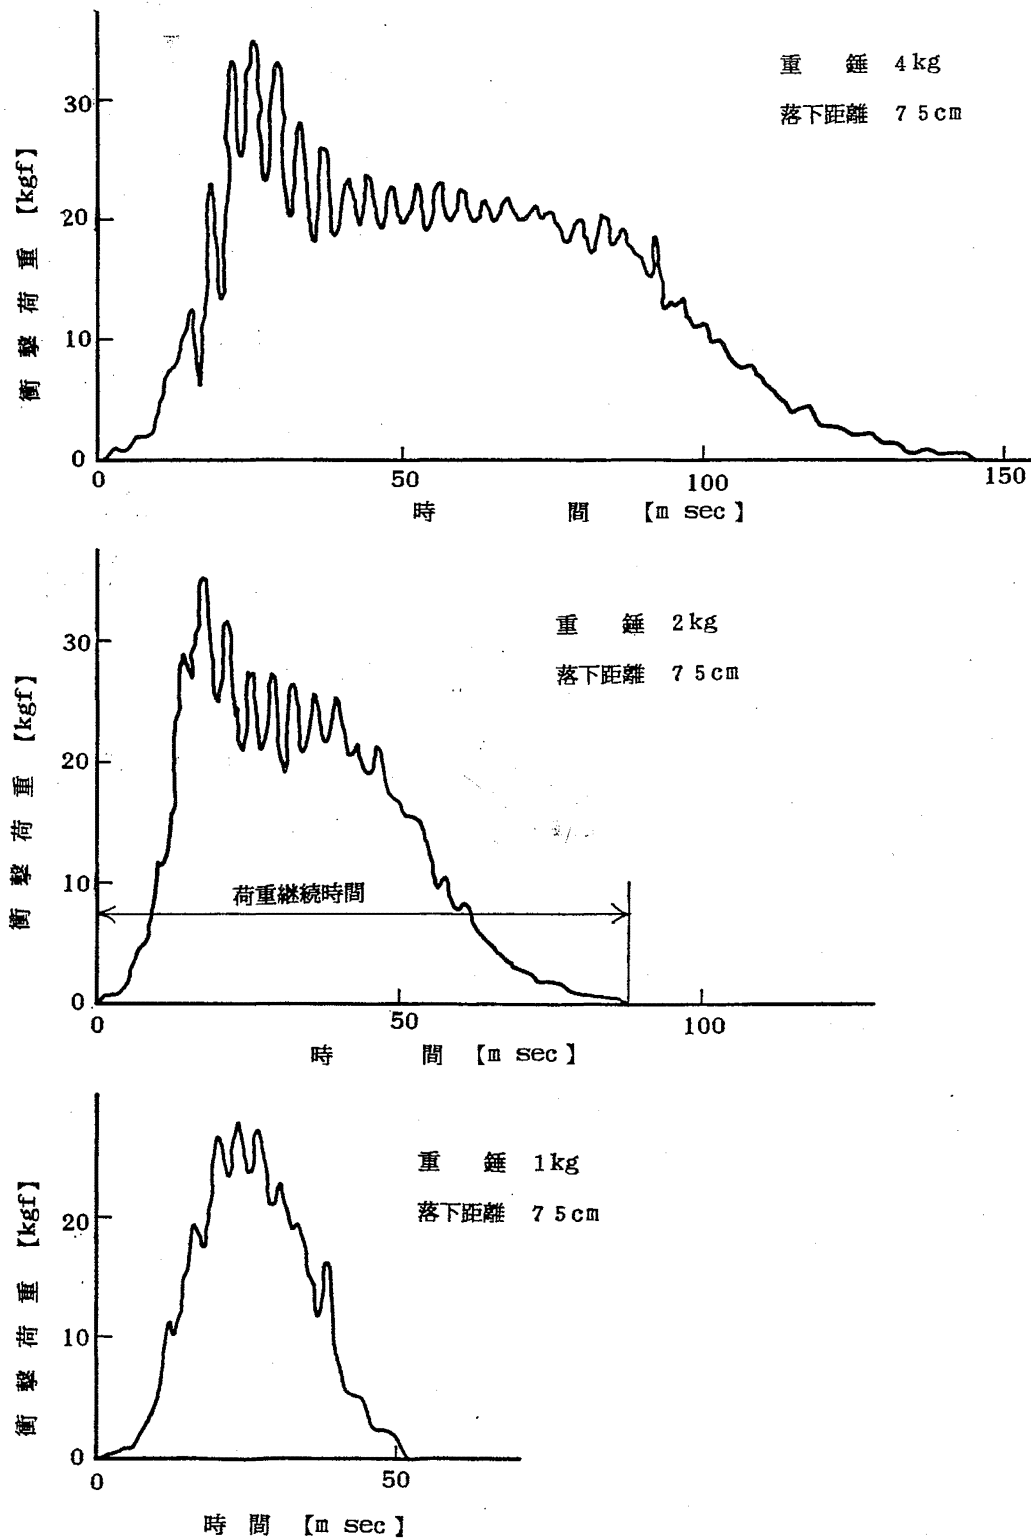 重 錘 4kg
落下距離 75cm
衝撃荷重 [kgf]
30
20
10
0
0 50 100 150
時 間 [m sec]
重 錘 2kg
落下距離 75cm
衝撃荷重 [kgf]
30
20
10
0
荷重継続時間
0 50 100
時 間 [m sec]
重 錘 1kg
落下距離 75cm
衝撃荷重 [kgf]
20
10
0
0 50
時 間 [m sec]